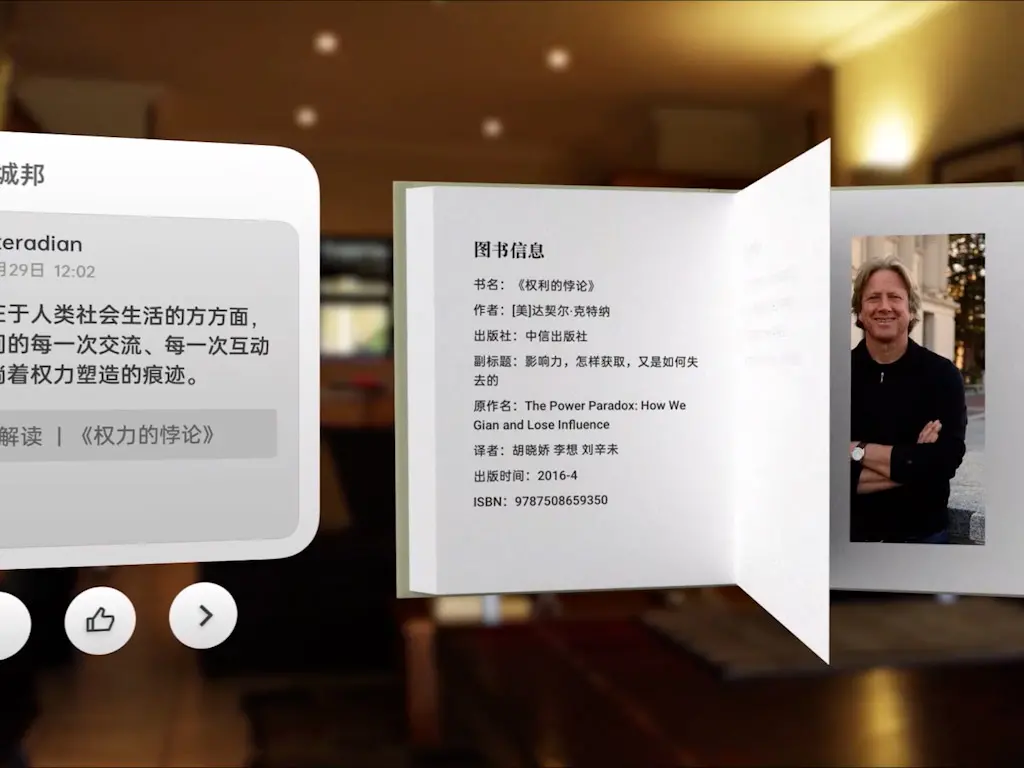 城邦
teradian
月29日 12:02
在于人类社会生活的方方面,
间的每一次交流、每一次互动
淌着权力塑造的痕迹。
解读 | 《权力的悖论》
图书信息
书名：《权利的悖论》
作者：[美]达契尔·克特纳
出版社：中信出版社
副标题：影响力，怎样获取，又是如何失
去的
原作名：The Power Paradox: How We
Gian and Lose Influence
译者：胡晓娇 李想 刘辛未
出版时间：2016-4
ISBN：9787508659350